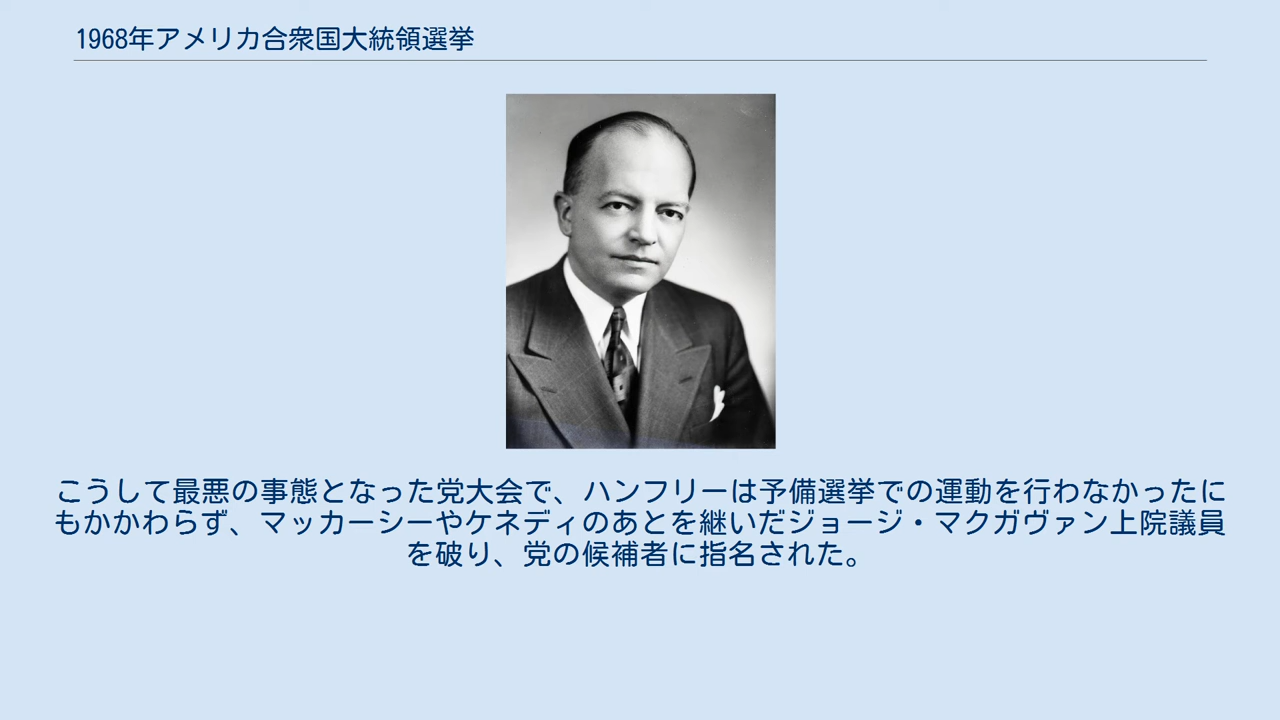 1968年アメリカ合衆国大統領選挙
こうして最悪の事態となった党大会で、ハンフリーは予備選挙での運動を行わなかったに
もかかわらず、マッカーシーやケネディのあとを継いだジョージ・マクガヴァン上院議員
を破り、党の候補者に指名された。